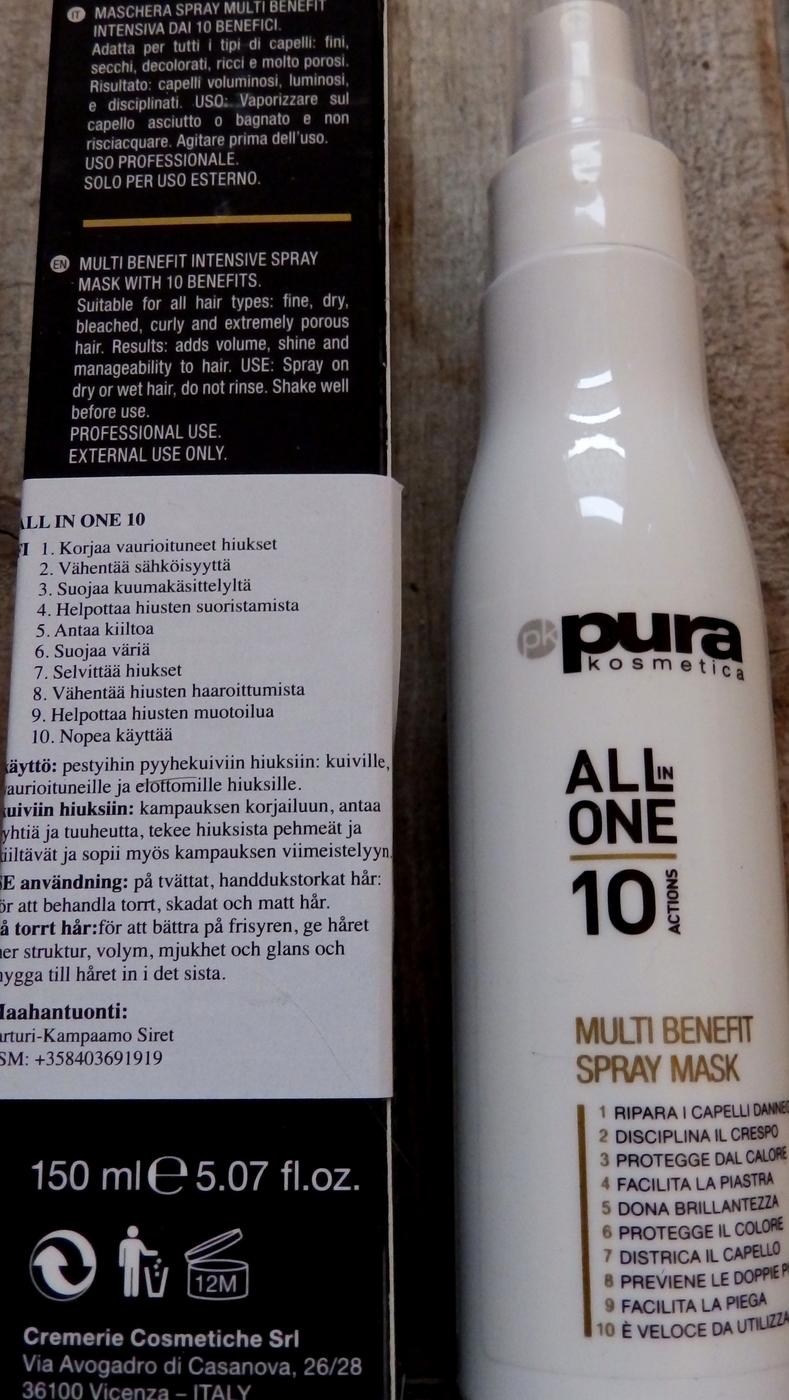 IT MASCHERA SPRAY MULTI BENEFIT
INTENSIVA DAI 10 BENEFICI.
Adatta per tutti i tipi di capelli: fini,
secchi, decolorati, ricci e molto porosi.
Risultato: capelli voluminosi, luminosi,
e disciplinati. USO: Vaporizzare sul
capello asciutto o bagnato e non
risciacquare. Agitare prima dell'uso.
USO PROFESSIONALE.
SOLO PER USO ESTERNO.
EN MULTI BENEFIT INTENSIVE SPRAY
MASK WITH 10 BENEFITS.
Suitable for all hair types: fine, dry,
bleached, curly and extremely porous
hair. Results: adds volume, shine and
manageability to hair. USE: Spray on
dry or wet hair, do not rinse. Shake well
before use.
PROFESSIONAL USE.
EXTERNAL USE ONLY.
ALL IN ONE 10
FI 1. Korjaa vaurioituneet hiukset
2. Vähentää sähköisyyttä
3. Suojaa kuumakäsittelyltä
4. Helpottaa hiusten suoristamista
5. Antaa kiiltoa
6. Suojaa väriä
7. Selvittää hiukset
8. Vähentää hiusten haaroittumista
9. Helpottaa hiusten muotoilua
10. Nopea käyttää
käyttö: pestyihin pyyhekuiviin hiuksiin: kuiville,
aurioituneille ja elottomille hiuksille.
kuiviin hiuksiin: kampauksen korjailuun, antaa
yhtiä ja tuuheutta, tekee hiuksista pehmeät ja
iiltävät ja sopii myös kampauksen viimeistelyyn.
SE användning: på tvättat, handdukstorkat hår:
ör att behandla torrt, skadat och matt hår.
å torrt hår:för att bättra på frisyren, ge håret
er struktur, volym, mjukhet och glans och
ygga till håret in i det sista.
Maahantuonti:
arturi-Kampaamo Siret
SM: +358403691919
150 ml e 5.07 fl.oz.
12M
Cremerie Cosmetiche Srl
Via Avogadro di Casanova, 26/28
36100 Vicenza – ITALY
pk pura
kosmetica
ALL IN
ONE
10 ACTIONS
MULTI BENEFIT
SPRAY MASK
1 RIPARA I CAPELLI DANNEG
2 DISCIPLINA IL CRESPO
3 PROTEGGE DAL CALORE
4 FACILITA LA PIASTRA
5 DONA BRILLANTEZZA
6 PROTEGGE IL COLORE
7 DISTRICA IL CAPELLO
8 PREVIENE LE DOPPIE P
9 FACILITA LA PIEGA
10 È VELOCE DA UTILIZZA